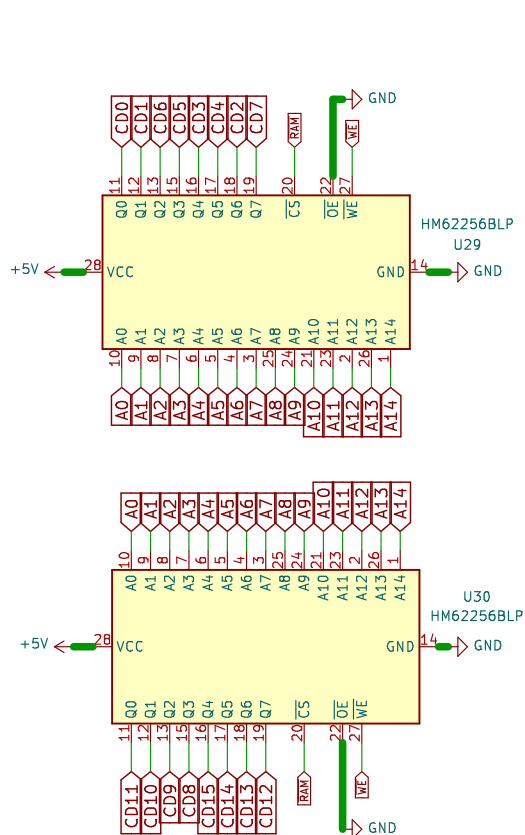 CD0 CD1 CD6 CD5 CD3 CD4 CD2 CD7 RAM GND WE
11 12 13 15 16 17 18 19 20 22 27
Q0 Q1 Q2 Q3 Q4 Q5 Q6 Q7 CS OE WE
HM62256BLP
U29
+5V 28 VCC GND 14 GND
A0 A1 A2 A3 A4 A5 A6 A7 A8 A9 A10 A11 A12 A13 A14
10 9 8 7 6 5 4 3 25 24 21 23 2 26 1
A0 A1 A2 A3 A4 A5 A6 A7 A8 A9 A10 A11 A12 A13 A14
A0 A1 A2 A3 A4 A5 A6 A7 A8 A9 A10 A11 A12 A13 A14
10 9 8 7 6 5 4 3 25 24 21 23 2 26 1
A0 A1 A2 A3 A4 A5 A6 A7 A8 A9 A10 A11 A12 A13 A14
U30
HM62256BLP
+5V 28 VCC GND 14 GND
Q0 Q1 Q2 Q3 Q4 Q5 Q6 Q7 CS OE WE
11 12 13 15 16 17 18 19 20 22 27
CD11 CD10 CD9 CD8 CD15 CD14 CD13 CD12 RAM WE
GND